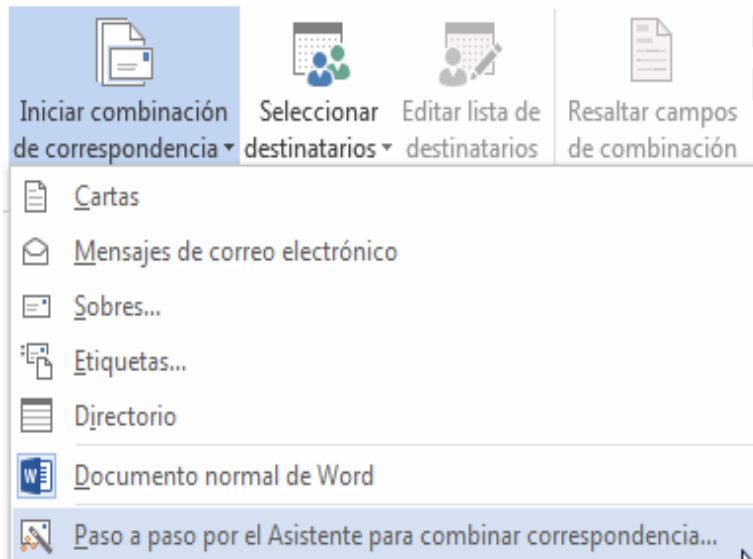 Iniciar combinación
de correspondencia
Seleccionar
destinatarios
Editar lista de
destinatarios
Resaltar campos
de combinación
Cartas
Mensajes de correo electrónico
Sobres...
Etiquetas...
Directorio
Documento normal de Word
Paso a paso por el Asistente para combinar correspondencia...